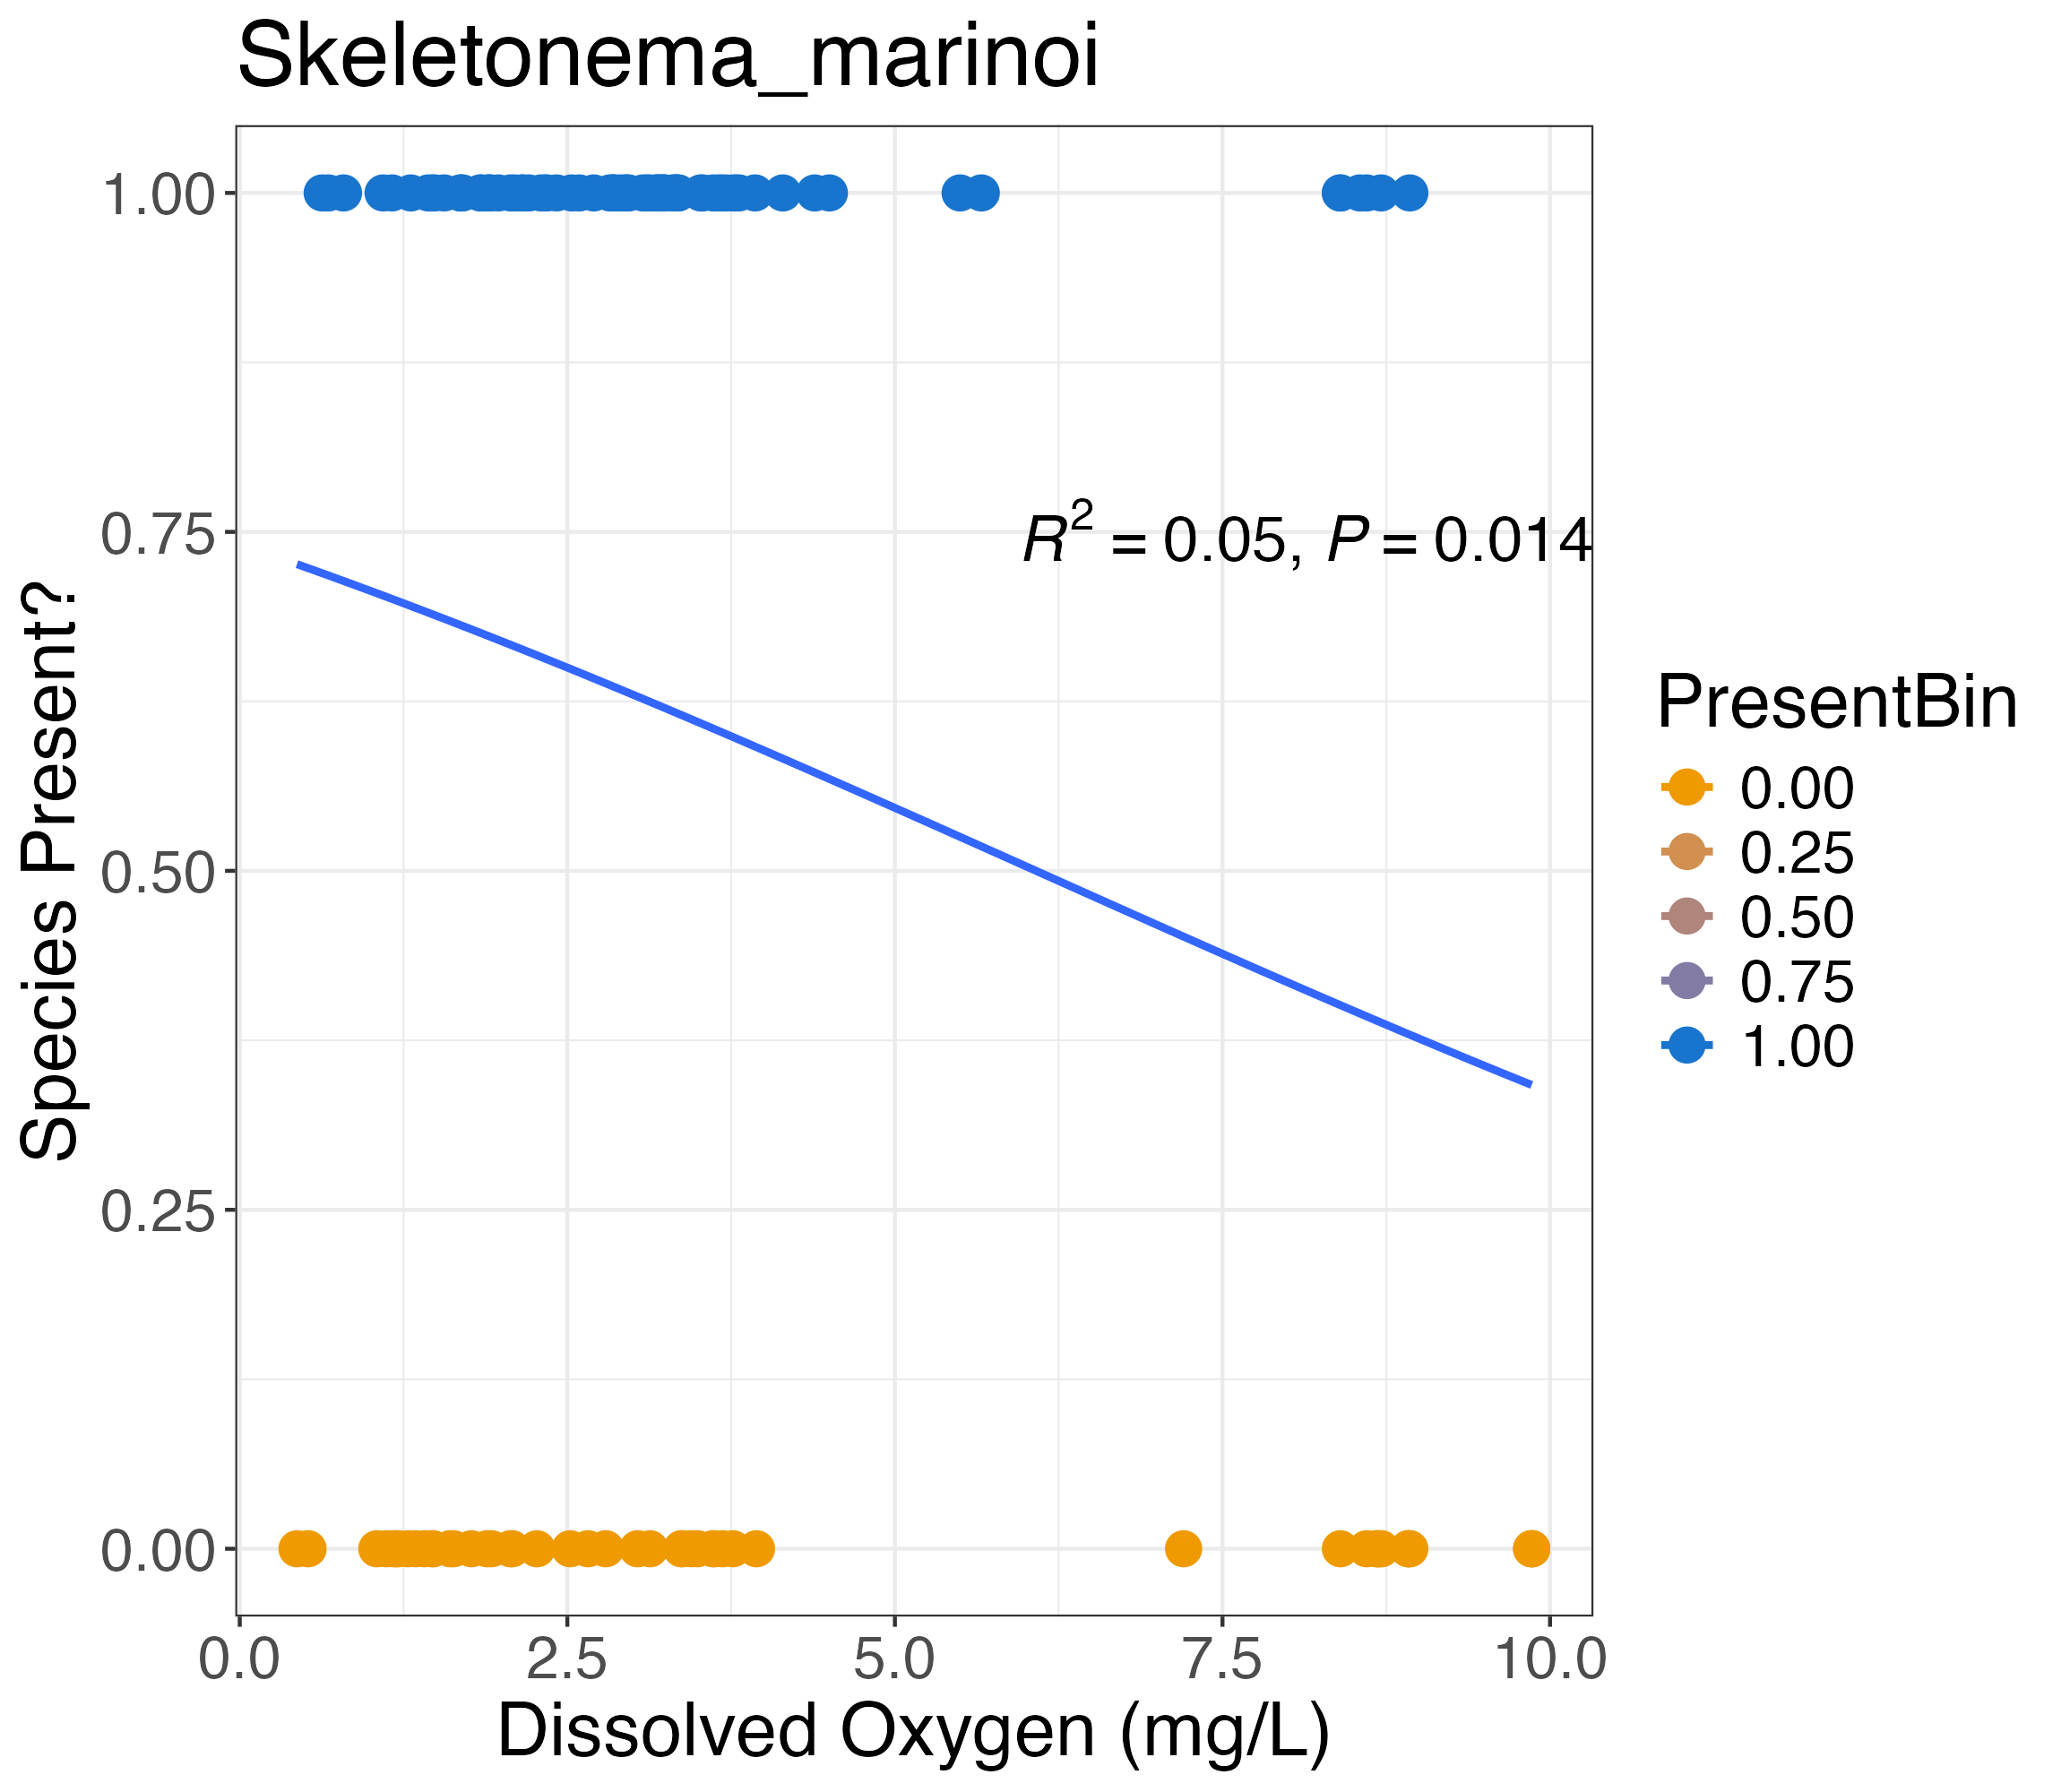 Skeletonema_marinoi
Species Present?
1.00
0.75
0.50
0.25
0.00
R² = 0.05, P = 0.014
0.0 2.5 5.0 7.5 10.0
Dissolved Oxygen (mg/L)
PresentBin
0.00
0.25
0.50
0.75
1.00